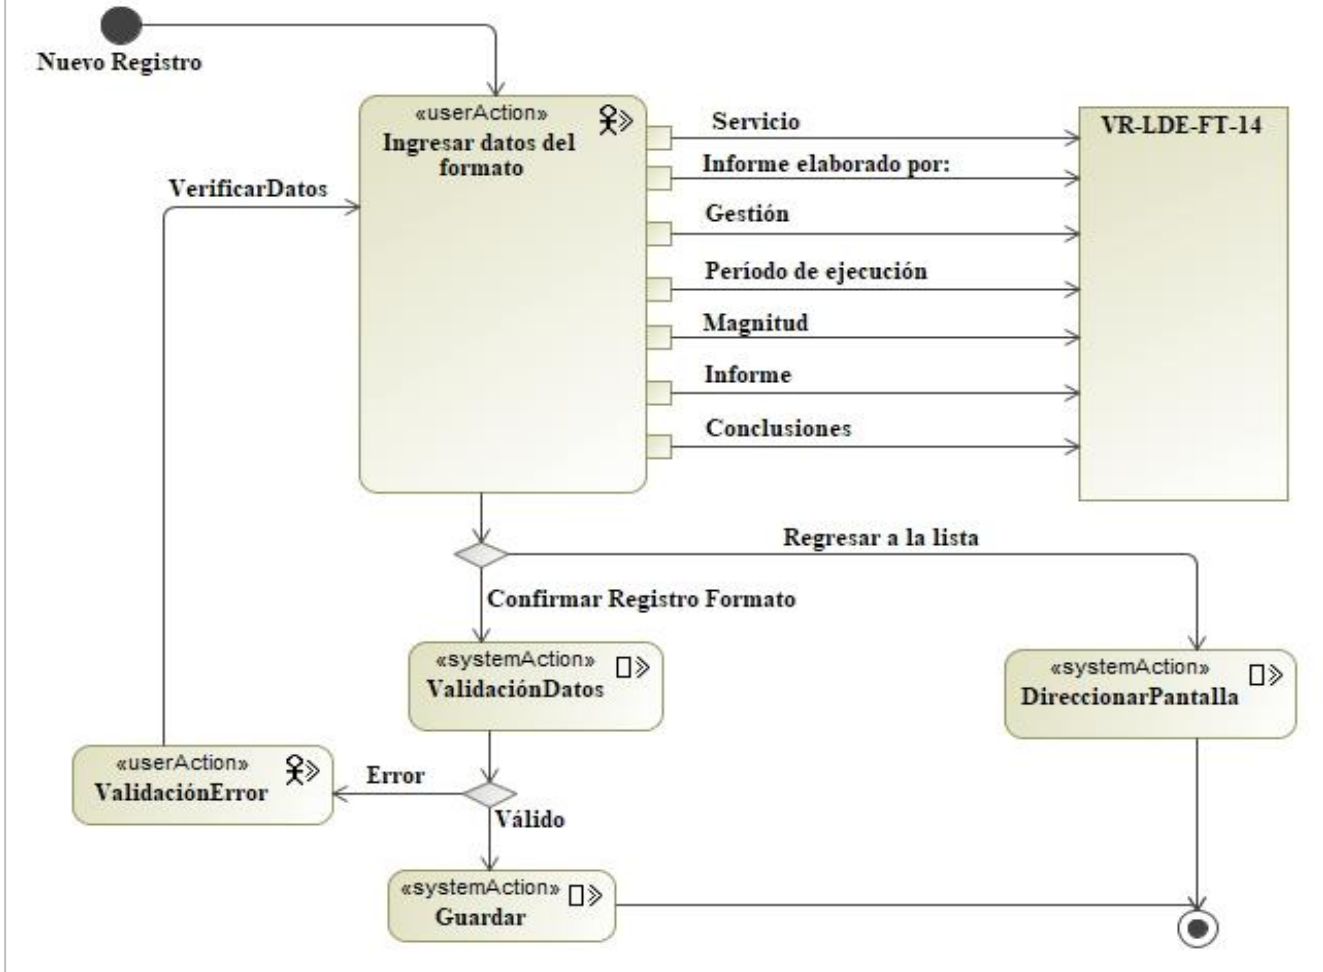 Nuevo Registro
«userAction»
Ingresar datos del
formato
Servicio
VR-LDE-FT-14
Informe elaborado por:
VerificarDatos
Gestión
Período de ejecución
Magnitud
Informe
Conclusiones
Regresar a la lista
Confirmar Registro Formato
«systemAction»
ValidaciónDatos
«systemAction»
DireccionarPantalla
«userAction»
ValidaciónError
Error
Válido
«systemAction»
Guardar